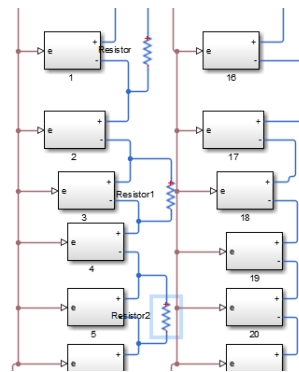 +
e
-
Resistor
1
+
e
-
16
+
e
-
2
+
e
-
17
+
e
-
Resistor1
3
+
e
-
18
+
e
-
4
+
e
-
19
+
e
-
5
Resistor2
+
e
-
20
+
e
-
+
e
-